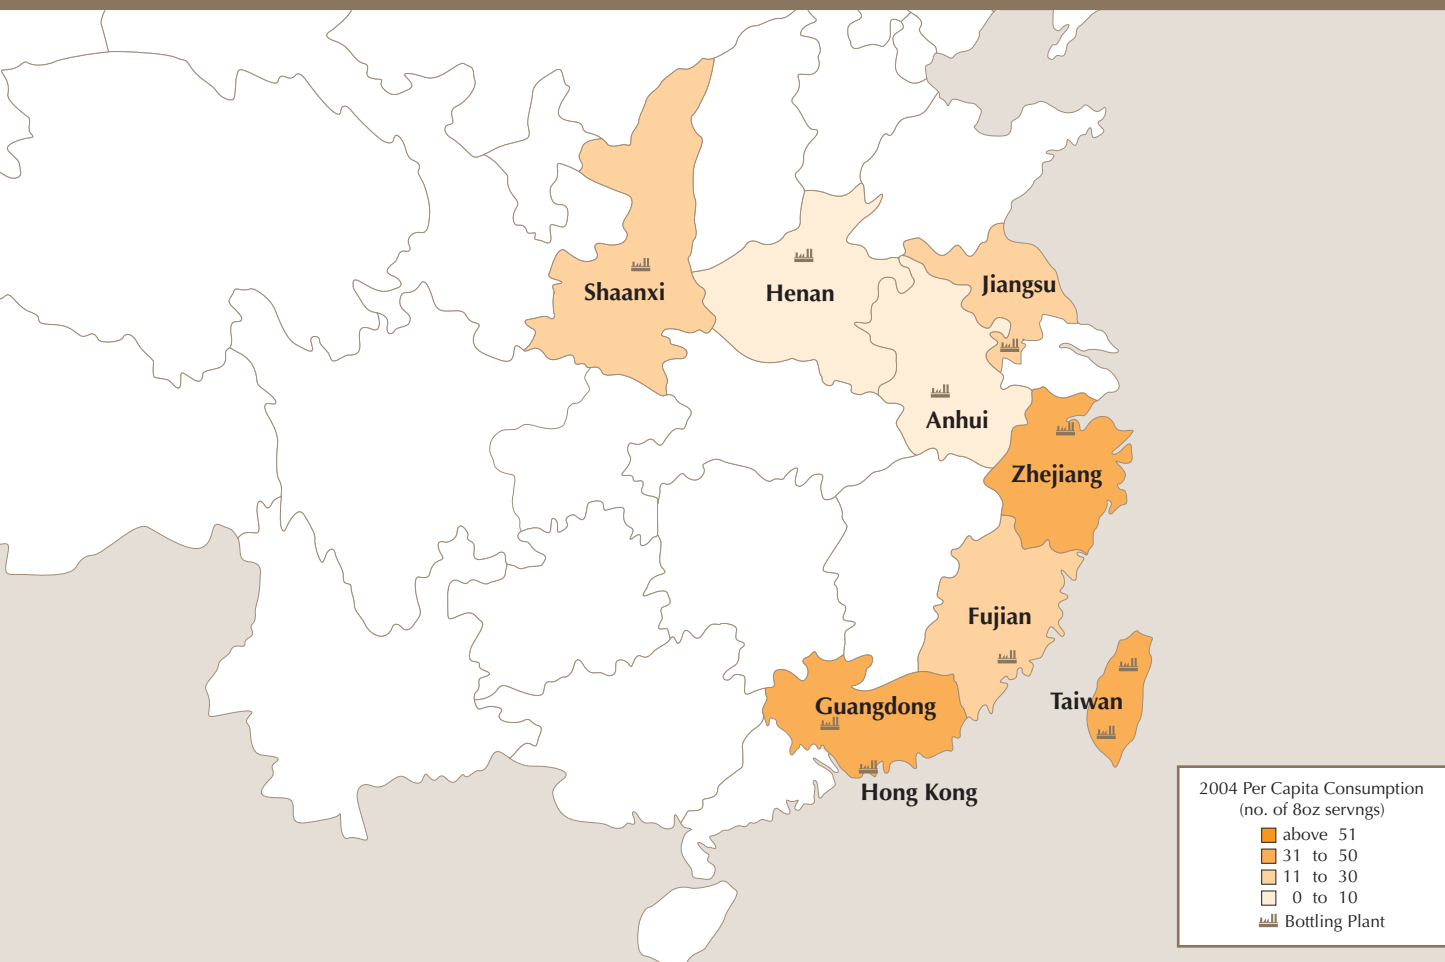 Shaanxi
Henan
Jiangsu
Anhui
Zhejiang
Fujian
Taiwan
Guangdong
Hong Kong
2004 Per Capita Consumption
(no. of 8oz servngs)
above 51
31 to 50
11 to 30
0 to 10
Bottling Plant